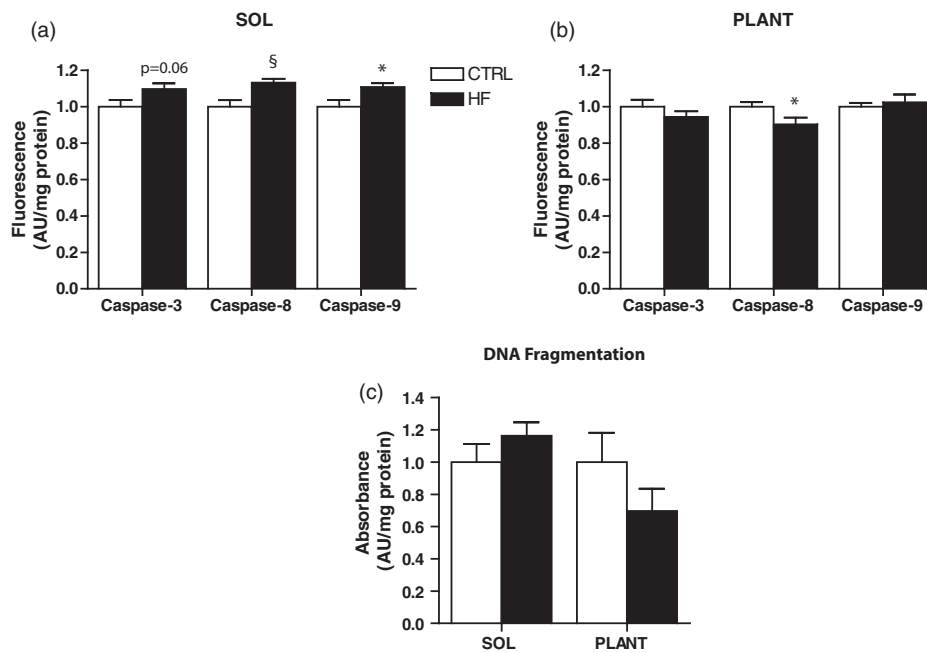 SOL
(a)
p=0.06
§
*
CTRL
HF
1.2
1.0
0.8
0.6
0.4
0.2
0.0
Fluorescence
(AU/mg protein)
Caspase-3
Caspase-8
Caspase-9
PLANT
(b)
*
1.2
1.0
0.8
0.6
0.4
0.2
0.0
Fluorescence
(AU/mg protein)
Caspase-3
Caspase-8
Caspase-9
DNA Fragmentation
(c)
1.4
1.2
1.0
0.8
0.6
0.4
0.2
0.0
Absorbance
(AU/mg protein)
SOL
PLANT